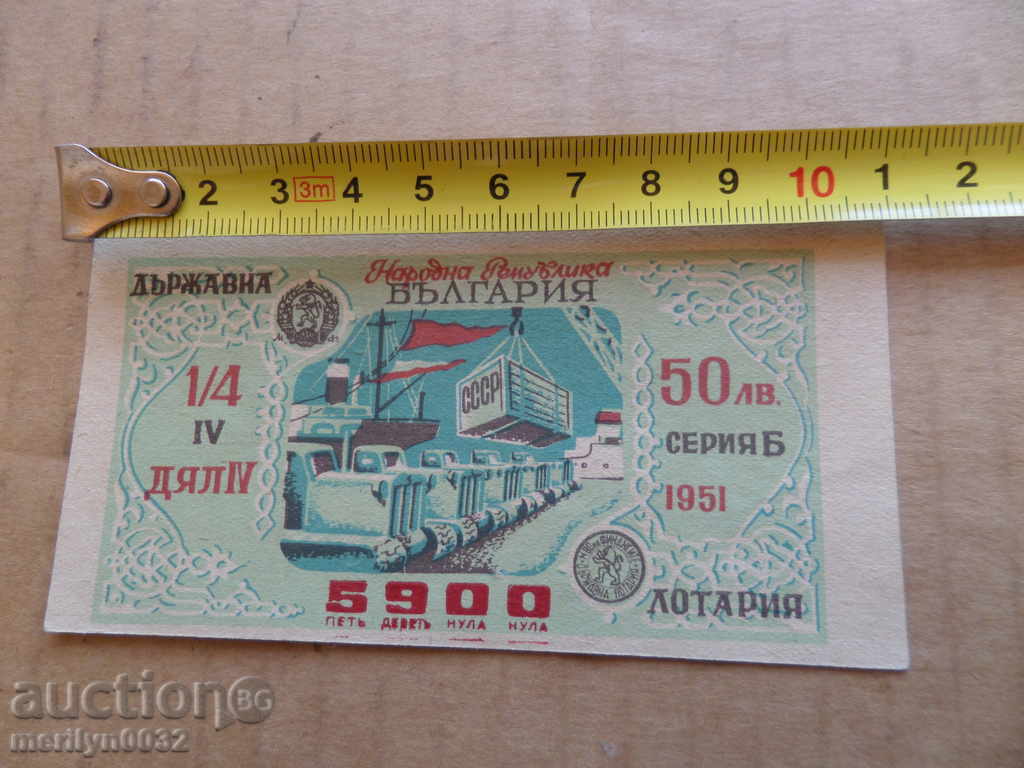 2 3 3m 4 5 6 7 8 9 10 1 2
Народна Република
БЪЛГАРИЯ
ДЪРЖАВНА
1/4
IV
ДЯЛ IV
СССР
50 ЛВ.
СЕРИЯ Б
1951
5900
ПЕТЬ ДЕВЕТЬ НУЛА НУЛА
ЛОТАРИЯ
auction BG
merilyn0032